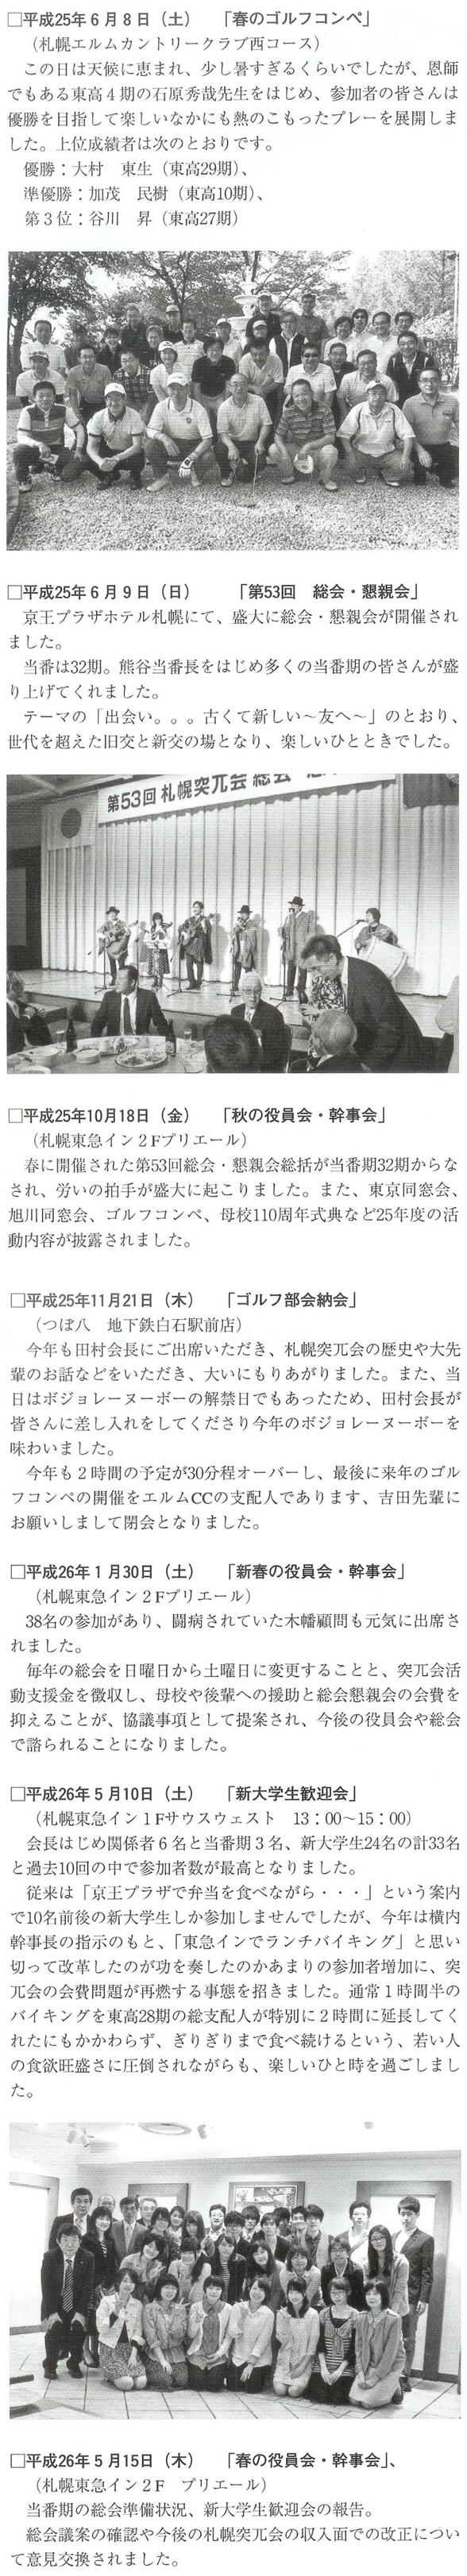 □平成25年6月8日（土）　「春のゴルフコンペ」
（札幌エルムカントリークラブ西コース）
この日は天候に恵まれ、少し暑すぎるくらいでしたが、恩師
でもある東高4期の石原秀哉先生をはじめ、参加者の皆さんは
優勝を目指して楽しいなかにも熱のこもったプレーを展開しま
した。上位成績者は次のとおりです。
優勝：大村　東生（東高29期）、
準優勝：加茂　民樹（東高10期）、
第3位：谷川　昇（東高27期）
□平成25年6月9日（日）　「第53回　総会・懇親会」
京王プラザホテル札幌にて、盛大に総会・懇親会が開催され
ました。
当番は32期。熊谷当番長をはじめ多くの当番期の皆さんが盛
り上げてくれました。
テーマの「出会い。。。古くて新しい～友へ～」のとおり、
世代を超えた旧交と新交の場となり、楽しいひとときでした。
第53回 札幌突兀会 総会
□平成25年10月18日（金）　「秋の役員会・幹事会」
（札幌東急イン2Fプリエール）
春に開催された第53回総会・懇親会総括が当番期32期からな
され、労いの拍手が盛大に起こりました。また、東京同窓会、
旭川同窓会、ゴルフコンペ、母校110周年式典など25年度の活
動内容が披露されました。
□平成25年11月21日（木）　「ゴルフ部会納会」
（つぼ八　地下鉄白石駅前店）
今年も田村会長にご出席いただき、札幌突兀会の歴史や大先
輩のお話などをいただき、大いにもりあがりました。また、当
日はボジョレーヌーボーの解禁日でもあったため、田村会長が
皆さんに差し入れをしてくださり今年のボジョレーヌーボーを
味わいました。
今年も2時間の予定が30分程オーバーし、最後に来年のゴル
フコンペの開催をエルムCCの支配人であります、吉田先輩に
お願いしまして閉会となりました。
□平成26年1月30日（土）　「新春の役員会・幹事会」
（札幌東急イン2Fプリエール）
38名の参加があり、闘病されていた木幡顧問も元気に出席さ
れました。
毎年の総会を日曜日から土曜日に変更することと、突兀会活
動支援金を徴収し、母校や後輩への援助と総会懇親会の会費を
抑えることが、協議事項として提案され、今後の役員会や総会
で諮られることになりました。
□平成26年5月10日（土）　「新大学生歓迎会」
（札幌東急イン1Fサウスウェスト　13：00～15：00）
会長はじめ関係者6名と当番期3名、新大学生24名の計33名
と過去10回の中で参加者数が最高となりました。
従来は「京王プラザで弁当を食べながら・・・」という案内
で10名前後の新大学生しか参加しませんでしたが、今年は横内
幹事長の指示のもと、「東急インでランチバイキング」と思い
切って改革したのが功を奏したのかあまりの参加者増加に、突
兀会の会費問題が再燃する事態を招きました。通常1時間半の
バイキングを東高28期の総支配人が特別に2時間に延長してく
れたにもかかわらず、ぎりぎりまで食べ続けるという、若い人
の食欲旺盛さに圧倒されながらも、楽しいひと時を過ごしまし
た。
□平成26年5月15日（木）　「春の役員会・幹事会」、
（札幌東急イン2F　プリエール）
当番期の総会準備状況、新大学生歓迎会の報告。
総会議案の確認や今後の札幌突兀会の収入面での改正につい
て意見交換されました。